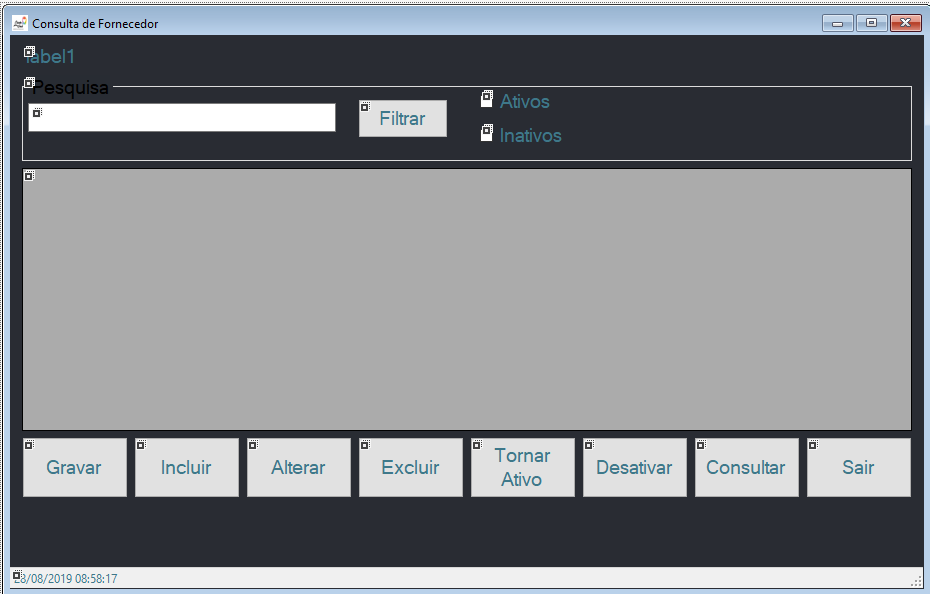 Consulta de Fornecedor
label1
Pesquisa
Filtrar
Ativos
Inativos
Gravar
Incluir
Alterar
Excluir
Tornar
Ativo
Desativar
Consultar
Sair
28/08/2019 08:58:17